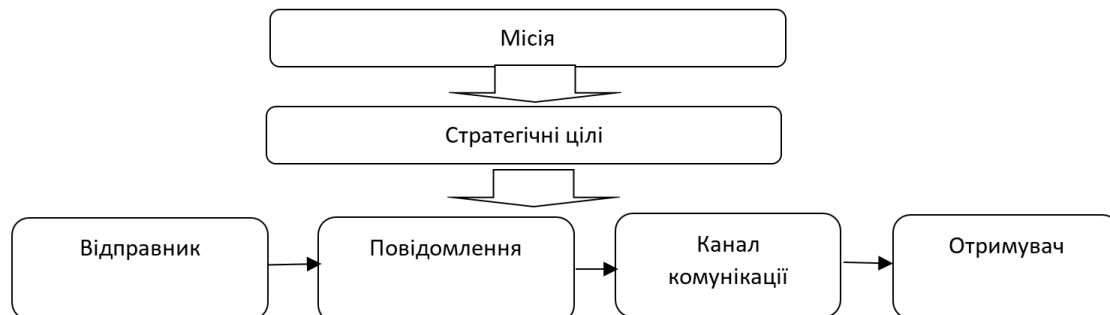 Місія
Стратегічні цілі
Відправник
Повідомлення
Канал
комунікації
Отримувач